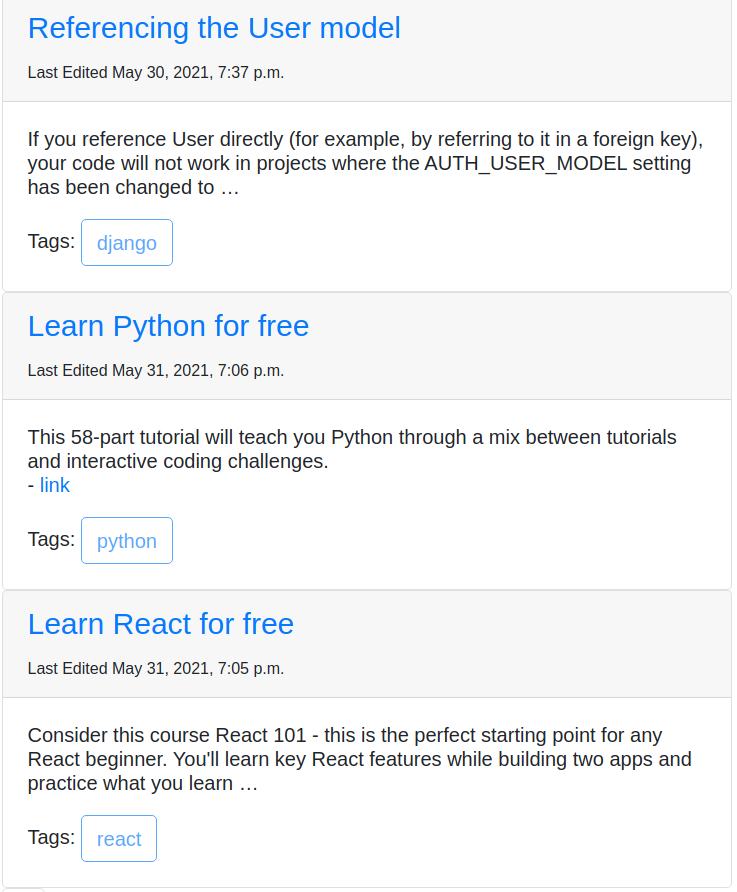 Referencing the User model
Last Edited May 30, 2021, 7:37 p.m.
If you reference User directly (for example, by referring to it in a foreign key),
your code will not work in projects where the AUTH_USER_MODEL setting
has been changed to …
Tags: django
Learn Python for free
Last Edited May 31, 2021, 7:06 p.m.
This 58-part tutorial will teach you Python through a mix between tutorials
and interactive coding challenges.
- link
Tags: python
Learn React for free
Last Edited May 31, 2021, 7:05 p.m.
Consider this course React 101 - this is the perfect starting point for any
React beginner. You'll learn key React features while building two apps and
practice what you learn …
Tags: react